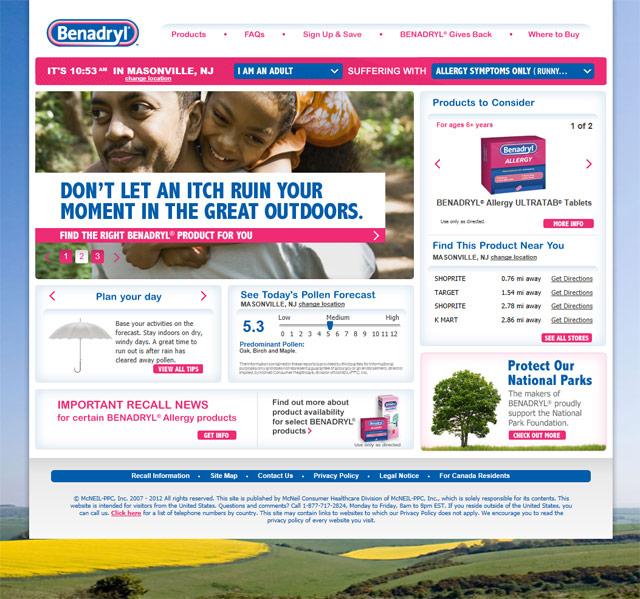 Benadryl
Products • FAQs • Sign Up & Save • BENADRYL® Gives Back • Where to Buy
IT'S 10:53 AM IN MASONVILLE, NJ
change location
I AM AN ADULT
SUFFERING WITH
ALLERGY SYMPTOMS ONLY ( RUNNY...
DON'T LET AN ITCH RUIN YOUR
MOMENT IN THE GREAT OUTDOORS.
FIND THE RIGHT BENADRYL® PRODUCT FOR YOU
1 2 3
Products to Consider
For ages 6+ years
1 of 2
Benadryl
ALLERGY
BENADRYL® Allergy ULTRATAB® Tablets
Use only as directed.
MORE INFO
Find This Product Near You
MASONVILLE, NJ change location
SHOPRITE 0.76 mi away Get Directions
TARGET 1.54 mi away Get Directions
SHOPRITE 2.78 mi away Get Directions
K MART 2.86 mi away Get Directions
SEE ALL STORES
Plan your day
Base your activities on the
forecast. Stay indoors on dry,
windy days. A great time to
run out is after rain has
cleared away pollen.
VIEW ALL TIPS
See Today's Pollen Forecast
MASONVILLE, NJ change location
5.3
Low Medium High
0 1 2 3 4 5 6 7 8 9 10 11 12
Predominant Pollen:
Oak, Birch and Maple.
IMPORTANT RECALL NEWS
for certain BENADRYL® Allergy products
GET INFO
Find out more about
product availability
for select BENADRYL®
products
Use only as directed
Protect Our
National Parks
The makers of
BENADRYL® proudly
support the National
Park Foundation.
CHECK OUT MORE
Recall Information • Site Map • Contact Us • Privacy Policy • Legal Notice • For Canada Residents
© McNEIL-PPC, Inc. 2007 - 2012 All rights reserved. This site is published by McNeil Consumer Healthcare Division of McNEIL-PPC, Inc., which is solely responsible for its contents. This
website is intended for visitors from the United States. Questions and comments? Call 1-877-717-2824, Monday to Friday, 8am to 8pm EST. If you reside outside of the United States, you
can call us. Click here for a list of telephone numbers by country. This site may contain links to websites to which our Privacy Policy does not apply. We encourage you to read the
privacy policy of every website you visit.